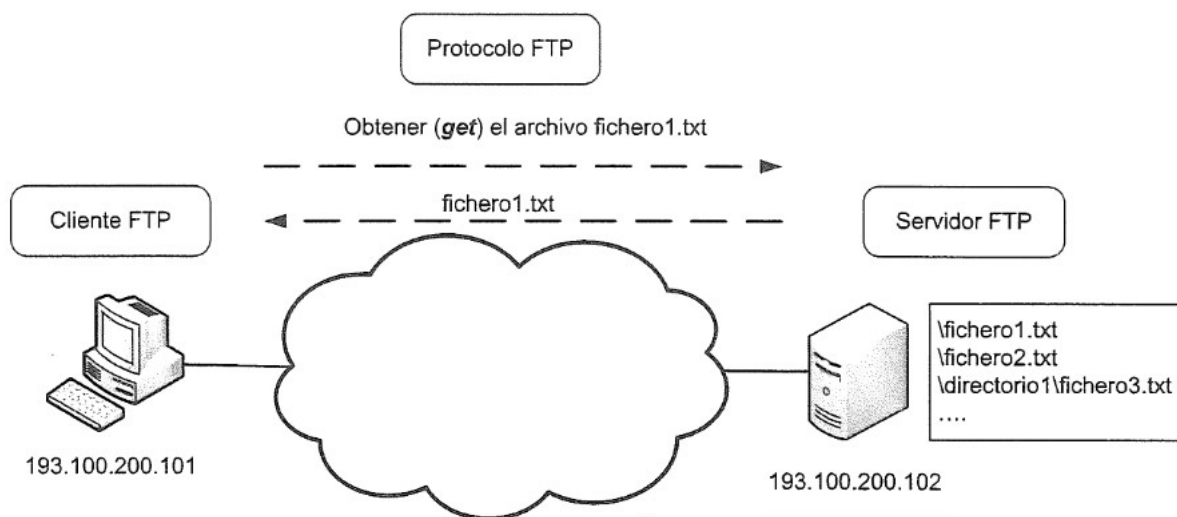 Protocolo FTP
Obtener (get) el archivo fichero1.txt
fichero1.txt
Cliente FTP
Servidor FTP
\fichero1.txt
\fichero2.txt
\directorio1\fichero3.txt
....
193.100.200.101
193.100.200.102